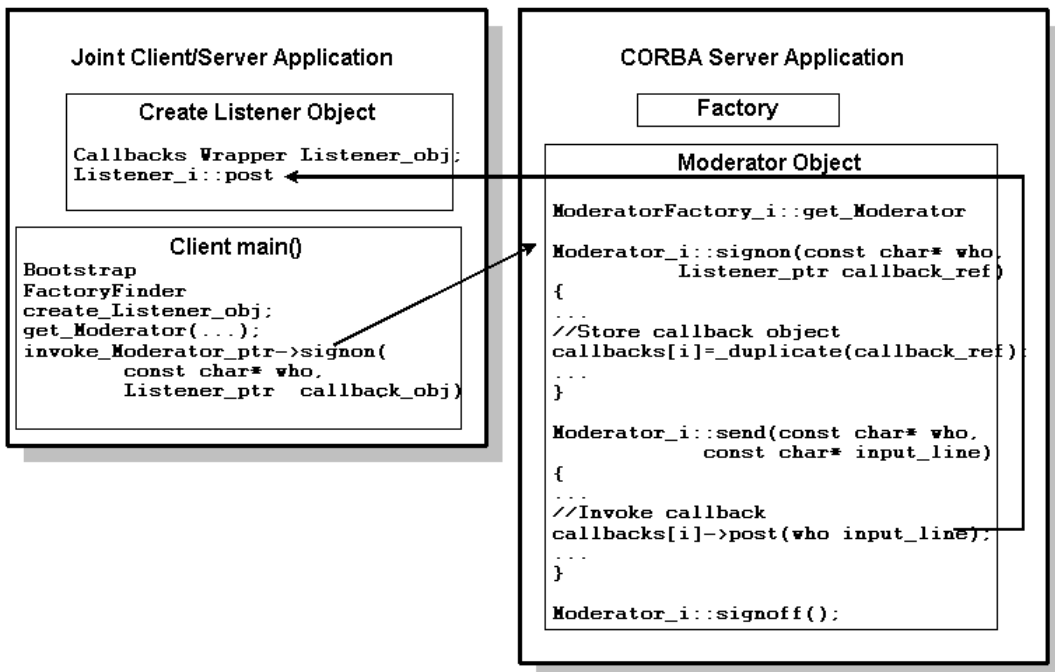 Joint Client/Server Application
Create Listener Object
Callbacks Wrapper Listener_obj;
Listener_i::post
Client main()
Bootstrap
FactoryFinder
create_Listener_obj;
get_Moderator(...);
invoke_Moderator_ptr->signon(
const char* who,
Listener_ptr callback_obj)
CORBA Server Application
Factory
Moderator Object
ModeratorFactory_i::get_Moderator
Moderator_i::signon(const char* who,
Listener_ptr callback_ref)
{
...
//Store callback object
callbacks[i]=_duplicate(callback_ref);
...
}
Moderator_i::send(const char* who,
const char* input_line)
{
...
//Invoke callback
callbacks[i]->post(who input_line);
...
}
Moderator_i::signoff();